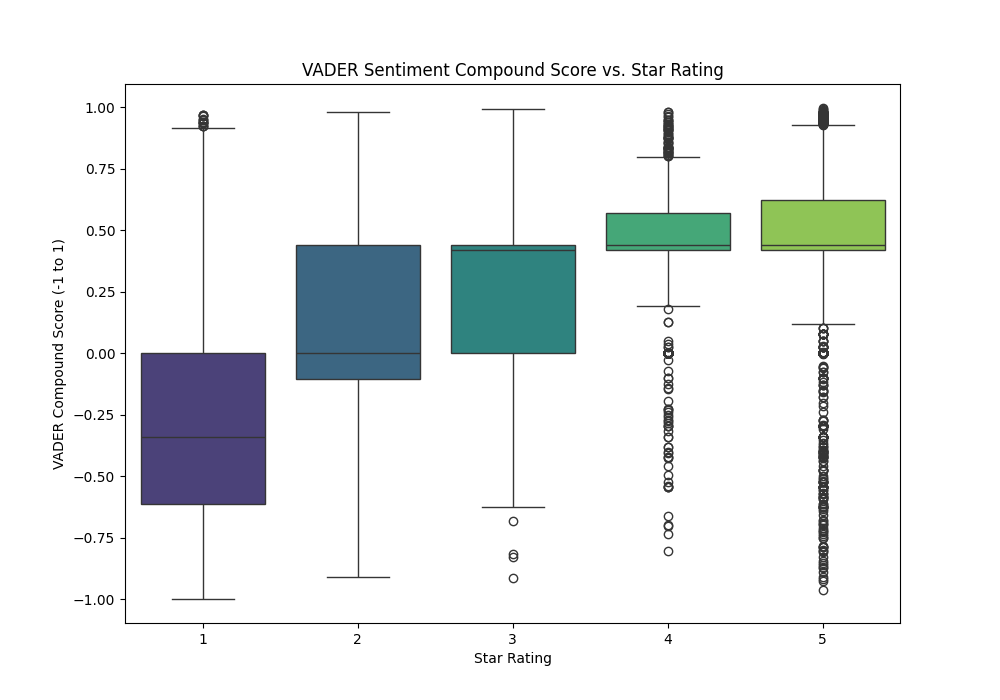 VADER Sentiment Compound Score vs. Star Rating
VADER Compound Score (-1 to 1)
1.00
0.75
0.50
0.25
0.00
−0.25
−0.50
−0.75
−1.00
1 2 3 4 5
Star Rating